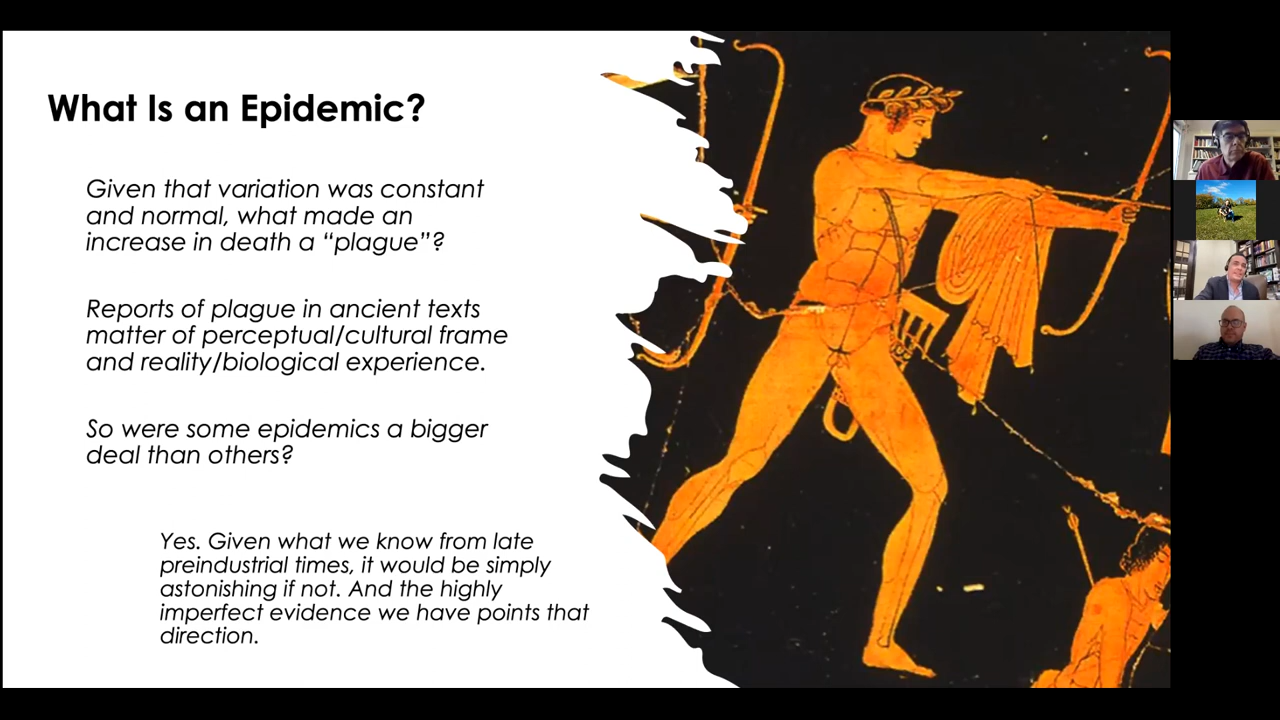 What Is an Epidemic?
Given that variation was constant
and normal, what made an
increase in death a “plague”?
Reports of plague in ancient texts
matter of perceptual/cultural frame
and reality/biological experience.
So were some epidemics a bigger
deal than others?
Yes. Given what we know from late
preindustrial times, it would be simply
astonishing if not. And the highly
imperfect evidence we have points that
direction.